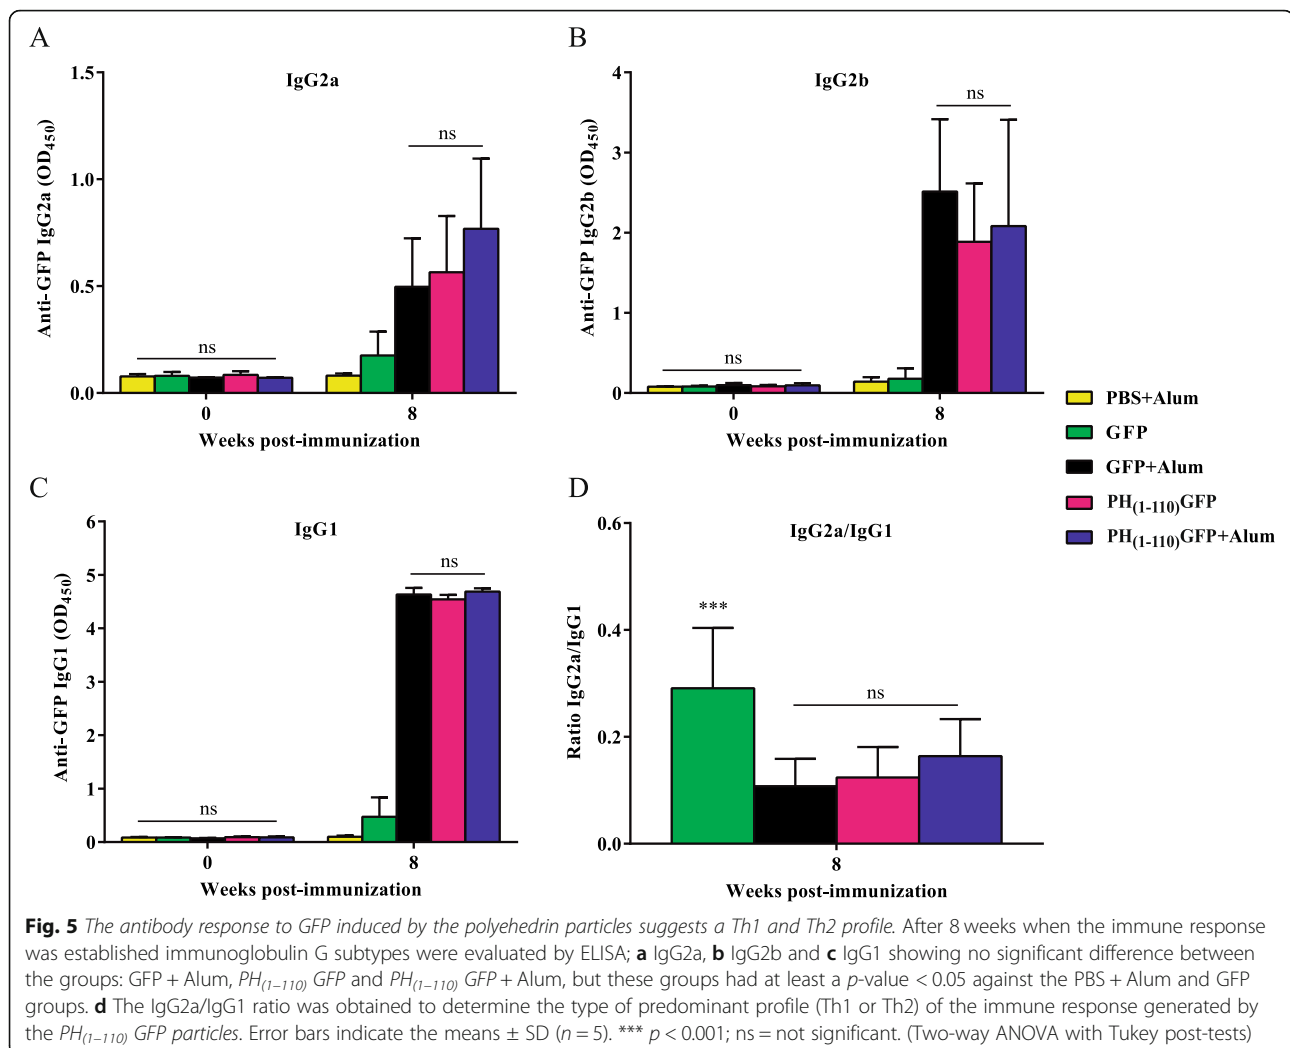 A
IgG2a
Anti-GFP IgG2a (OD450)
1.5
1.0
0.5
0.0
ns
ns
0
8
Weeks post-immunization
B
IgG2b
Anti-GFP IgG2b (OD450)
4
3
2
1
0
ns
ns
0
8
Weeks post-immunization
PBS+Alum
GFP
GFP+Alum
PH(1-110)GFP
PH(1-110)GFP+Alum
C
IgG1
Anti-GFP IgG1 (OD450)
6
5
4
3
2
1
0
ns
ns
0
8
Weeks post-immunization
D
IgG2a/IgG1
Ratio IgG2a/IgG1
0.6
0.4
0.2
0.0
***
ns
8
Weeks post-immunization
Fig. 5 The antibody response to GFP induced by the polyehedrin particles suggests a Th1 and Th2 profile. After 8 weeks when the immune response
was established immunoglobulin G subtypes were evaluated by ELISA; a IgG2a, b IgG2b and c IgG1 showing no significant difference between
the groups: GFP + Alum, PH(1–110) GFP and PH(1–110) GFP + Alum, but these groups had at least a p-value < 0.05 against the PBS + Alum and GFP
groups. d The IgG2a/IgG1 ratio was obtained to determine the type of predominant profile (Th1 or Th2) of the immune response generated by
the PH(1–110) GFP particles. Error bars indicate the means ± SD (n = 5). *** p < 0.001; ns = not significant. (Two-way ANOVA with Tukey post-tests)